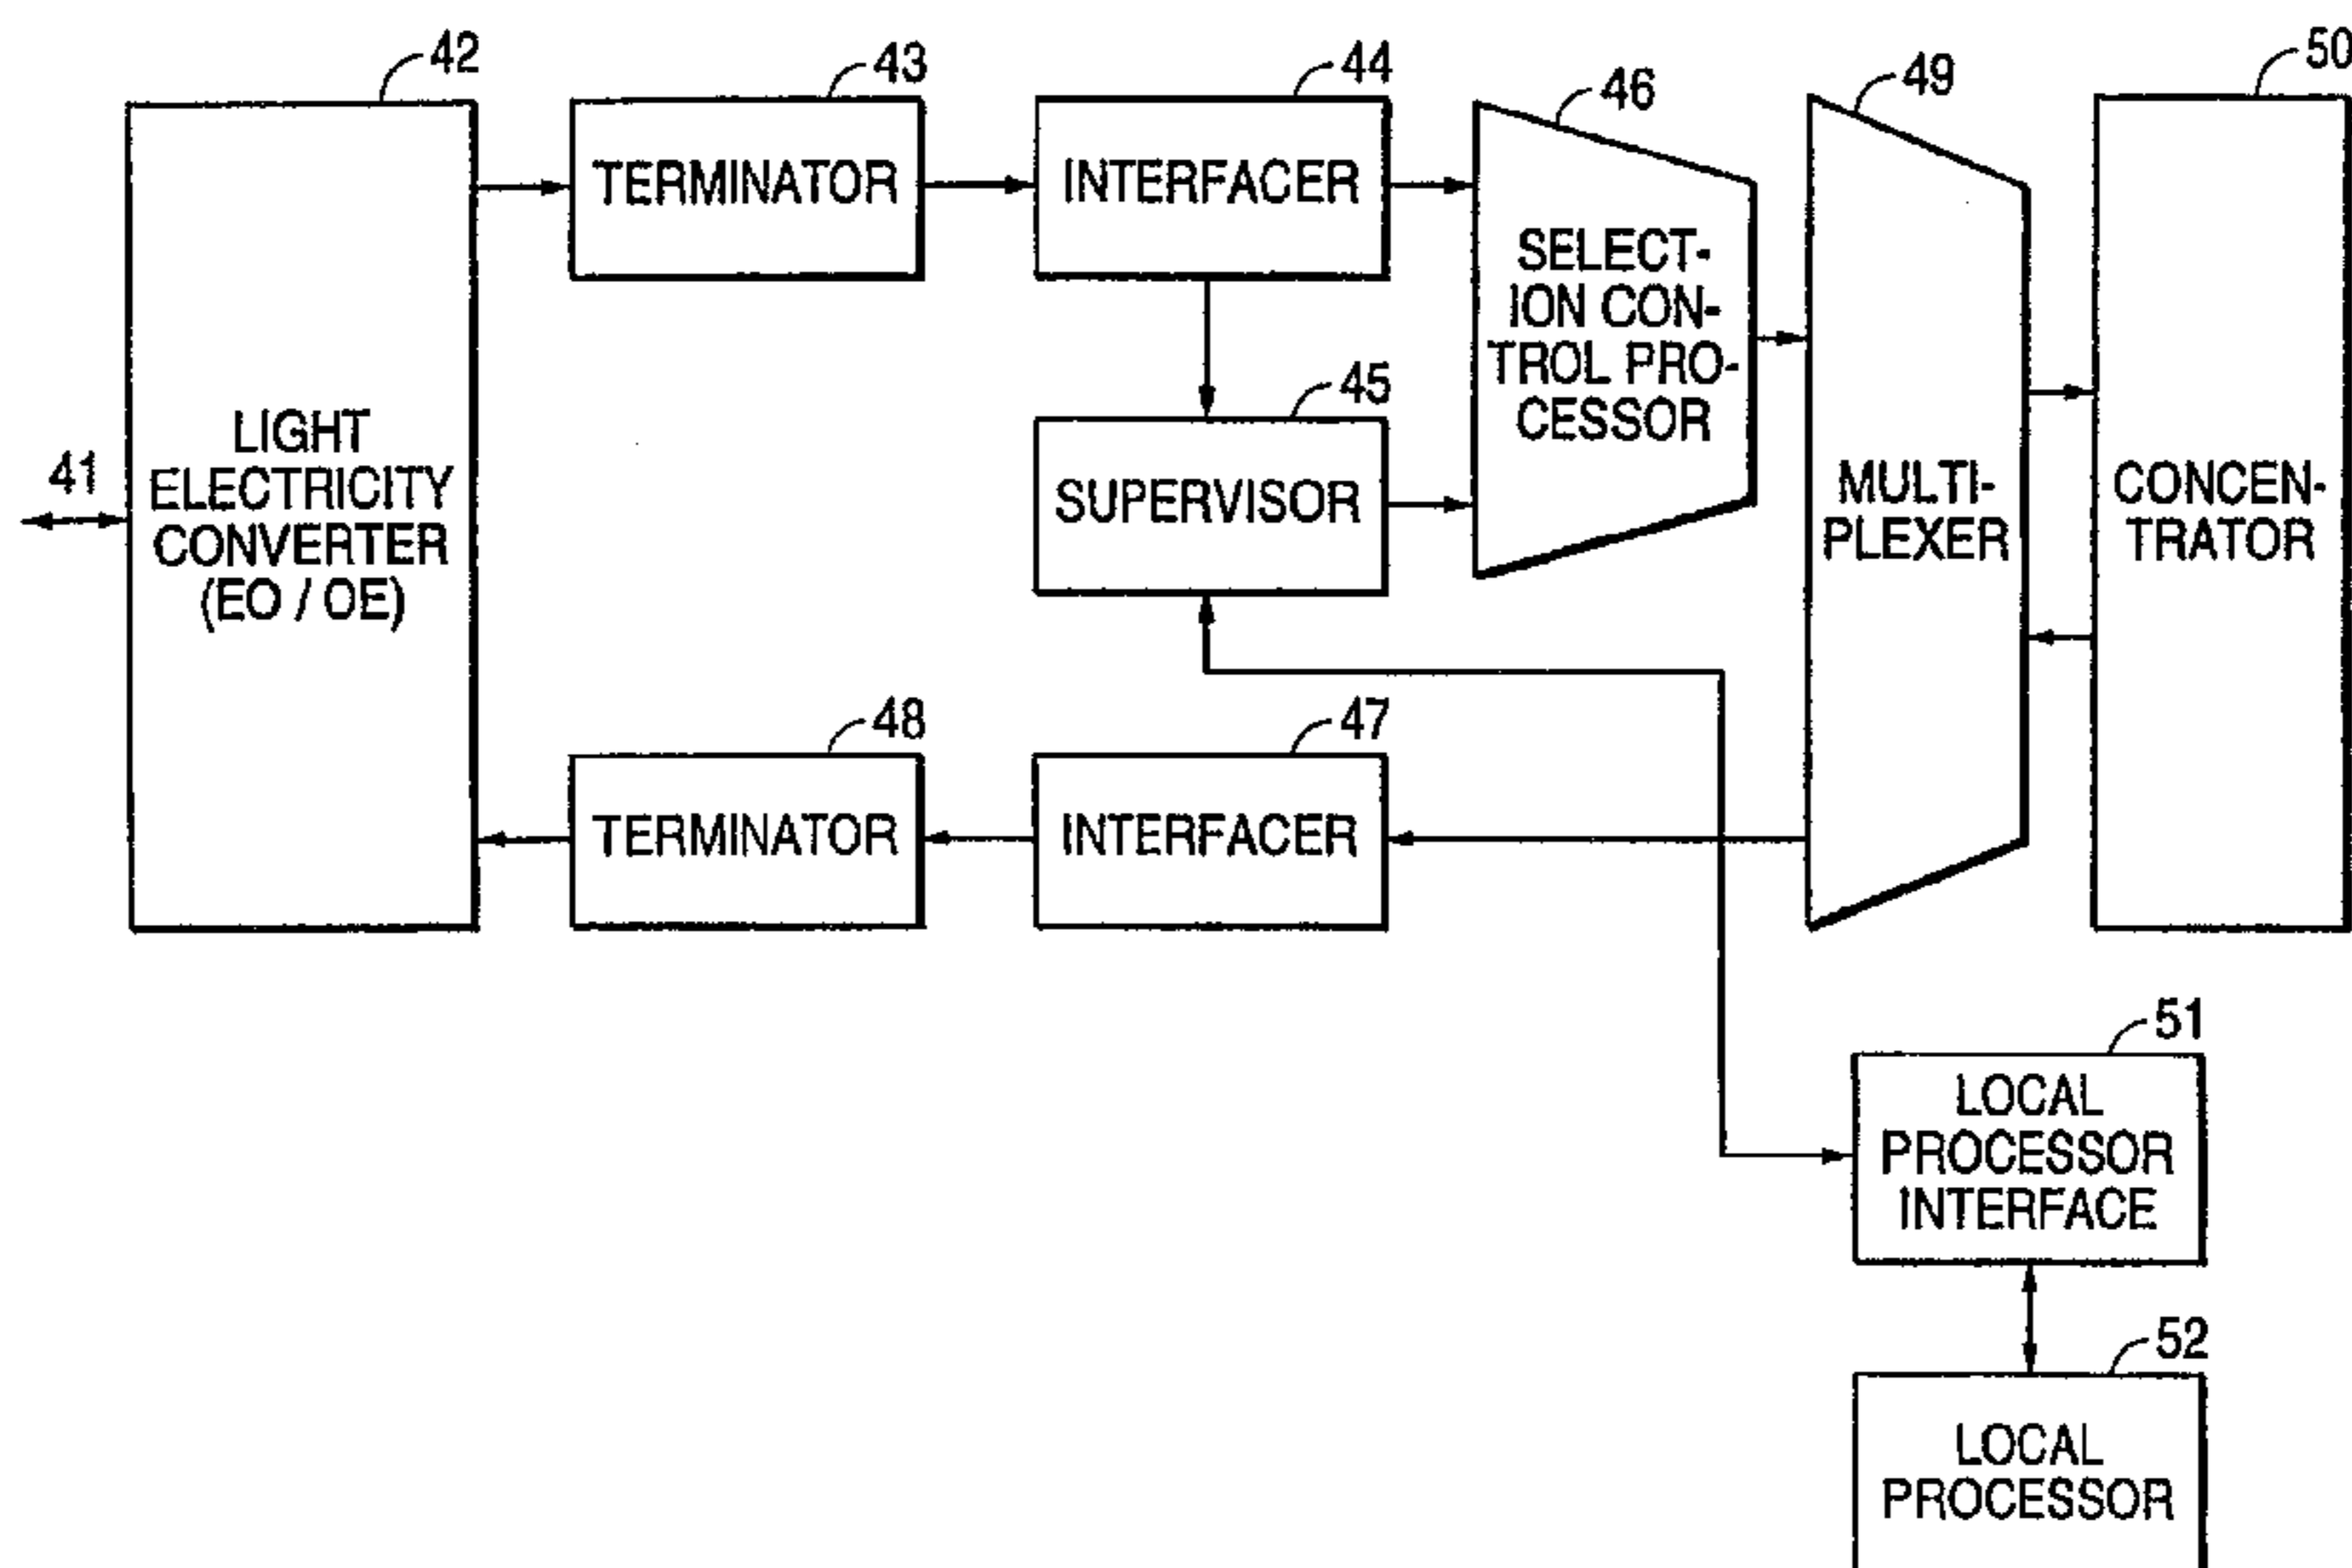 42
43
44
46
49
50
TERMINATOR
INTERFACER
SELECT-
ION CON-
TROL PRO-
CESSOR
45
41
LIGHT
ELECTRICITY
CONVERTER
(EO / OE)
SUPERVISOR
MULTI-
PLEXER
CONCEN-
TRATOR
48
47
TERMINATOR
INTERFACER
51
LOCAL
PROCESSOR
INTERFACE
52
LOCAL
PROCESSOR